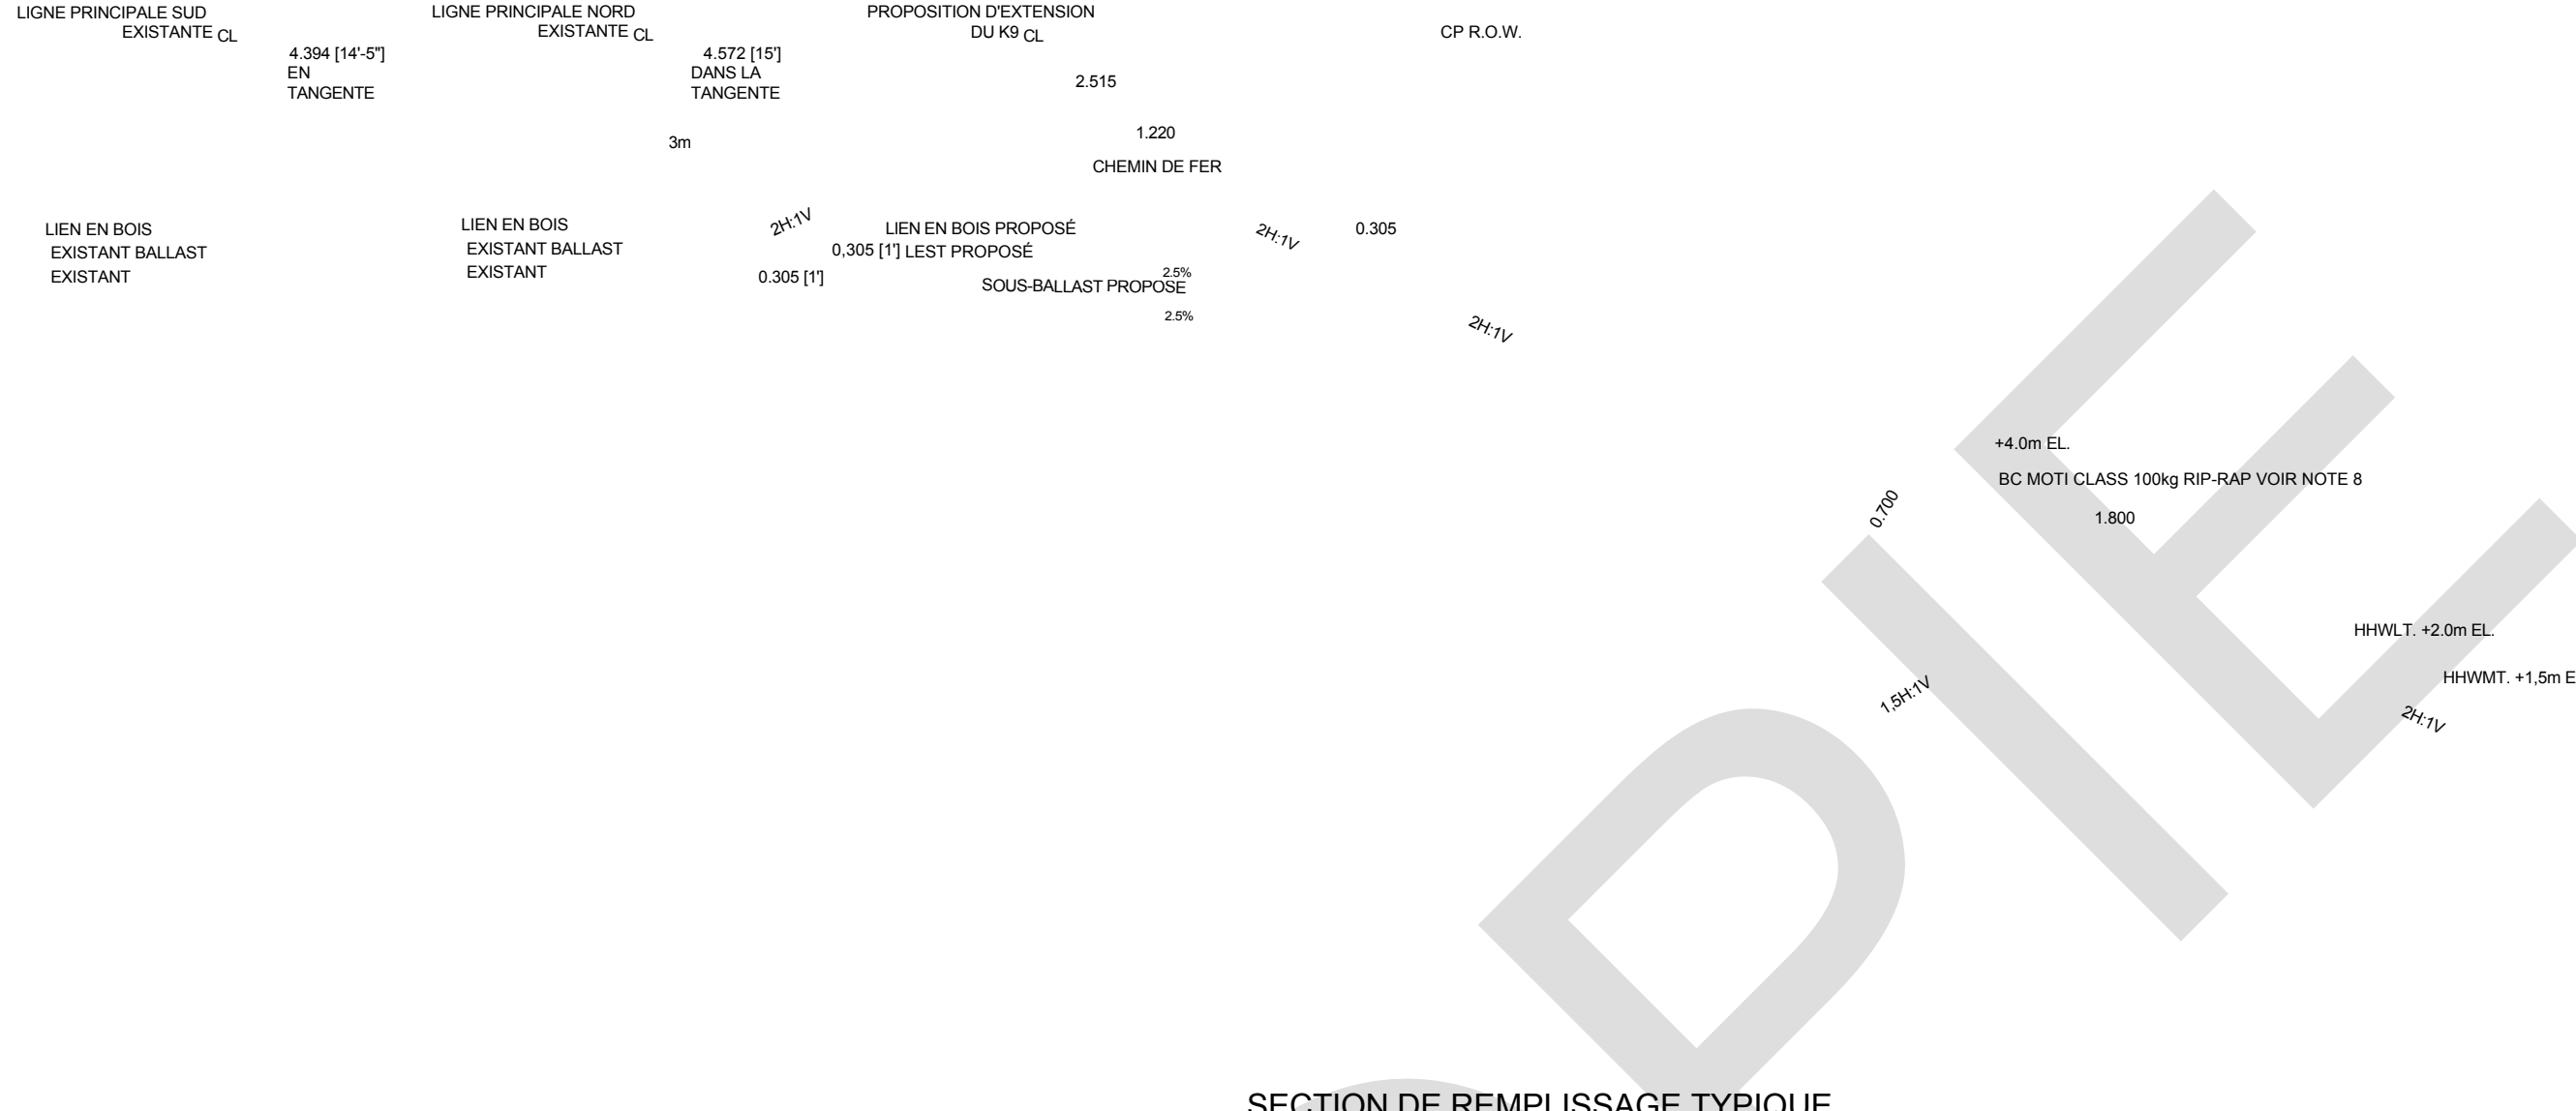 LIGNE PRINCIPALE SUD
EXISTANTE CL
4.394 [14'-5"]
EN
TANGENTE
LIGNE PRINCIPALE NORD
EXISTANTE CL
4.572 [15']
DANS LA
TANGENTE
3m
PROPOSITION D'EXTENSION
DU K9 CL
2.515
1.220
CHEMIN DE FER
CP R.O.W.
LIEN EN BOIS
EXISTANT BALLAST
EXISTANT
LIEN EN BOIS
EXISTANT BALLAST
EXISTANT
2H:1V
LIEN EN BOIS PROPOSÉ
0,305 [1'] LEST PROPOSÉ
0.305 [1']
2.5%
SOUS-BALLAST PROPOSE
2.5%
2H:1V
0.305
2H:1V
+4.0m EL.
BC MOTI CLASS 100kg RIP-RAP VOIR NOTE 8
0.700
1.800
HHWLT. +2.0m EL.
HHWMT. +1,5m E
1,5H:1V
2H:1V
PIE
SECTION DE REMPLISSAGE TYPIQUE